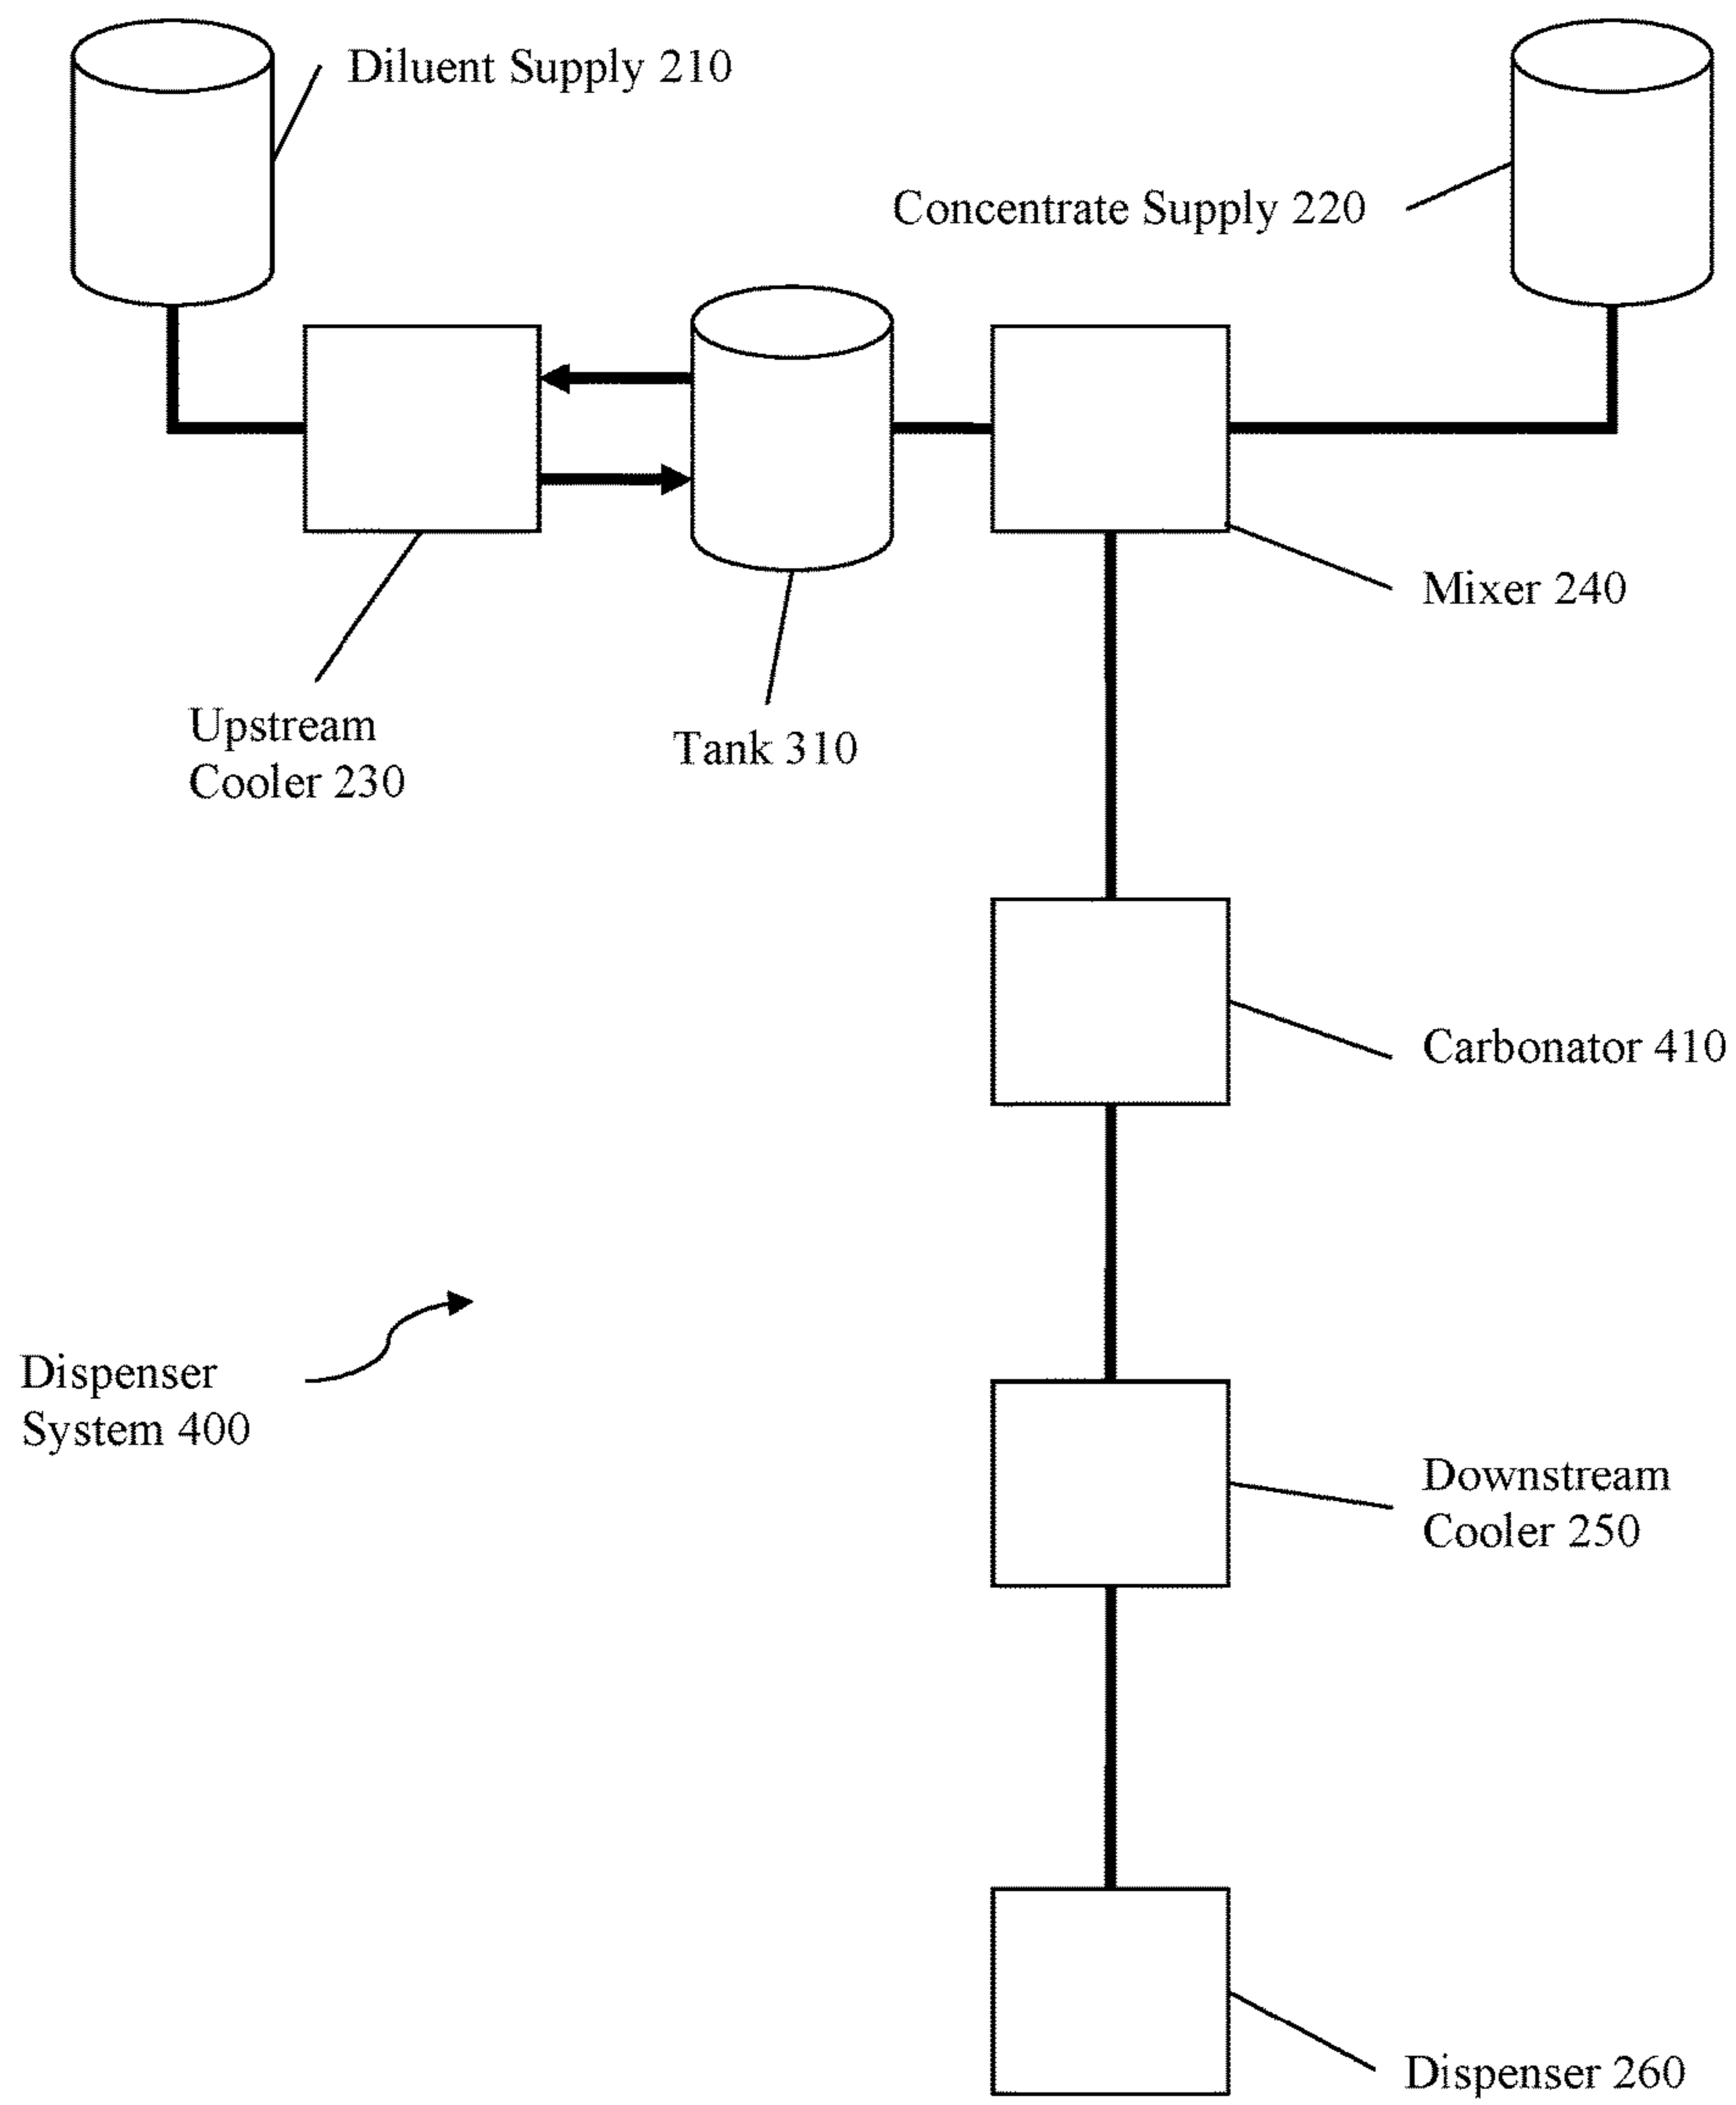 Diluent Supply 210
Concentrate Supply 220
Mixer 240
Upstream
Cooler 230
Tank 310
Carbonator 410
Dispenser
System 400
Downstream
Cooler 250
Dispenser 260